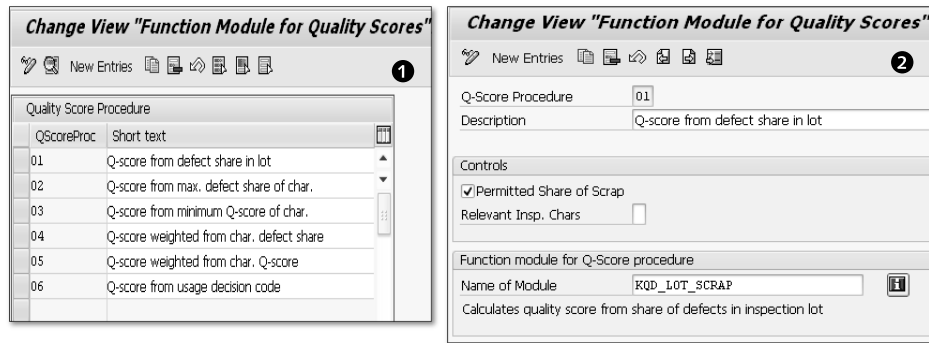 Change View "Function Module for Quality Scores"
New Entries
1
Quality Score Procedure
QScoreProc Short text
01 Q-score from defect share in lot
02 Q-score from max. defect share of char.
03 Q-score from minimum Q-score of char.
04 Q-score weighted from char. defect share
05 Q-score weighted from char. Q-score
06 Q-score from usage decision code
Change View "Function Module for Quality Scores"
New Entries
2
Q-Score Procedure 01
Description Q-score from defect share in lot
Controls
Permitted Share of Scrap
Relevant Insp. Chars
Function module for Q-Score procedure
Name of Module KQD_LOT_SCRAP
Calculates quality score from share of defects in inspection lot